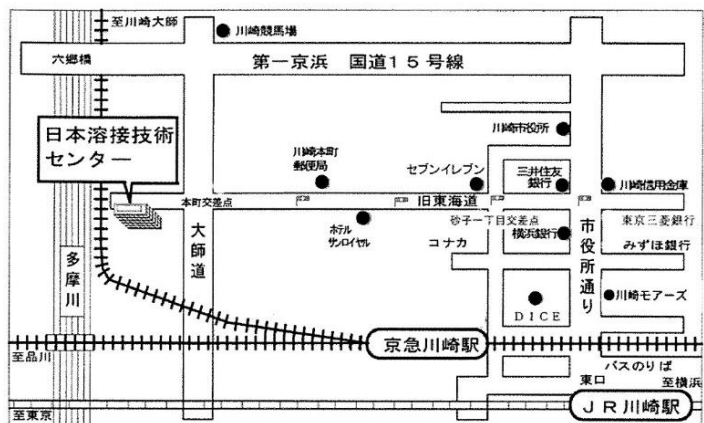 至川崎大師
川崎競馬場
六郷橋
第一京浜 国道15号線
日本溶接技術
センター
川崎市役所
川崎本町
郵便局
セブンイレブン
三井住友
銀行
川崎信用金庫
本町交差点
旧東海道
大師道
ホテル
サンロイヤル
砂子一丁目交差点
コナカ
横浜銀行
市役所通り
東京三菱銀行
みずほ銀行
多摩川
DICE
川崎モアーズ
京急川崎駅
至品川
バスのりば
東口
至横浜
JR川崎駅
至東京